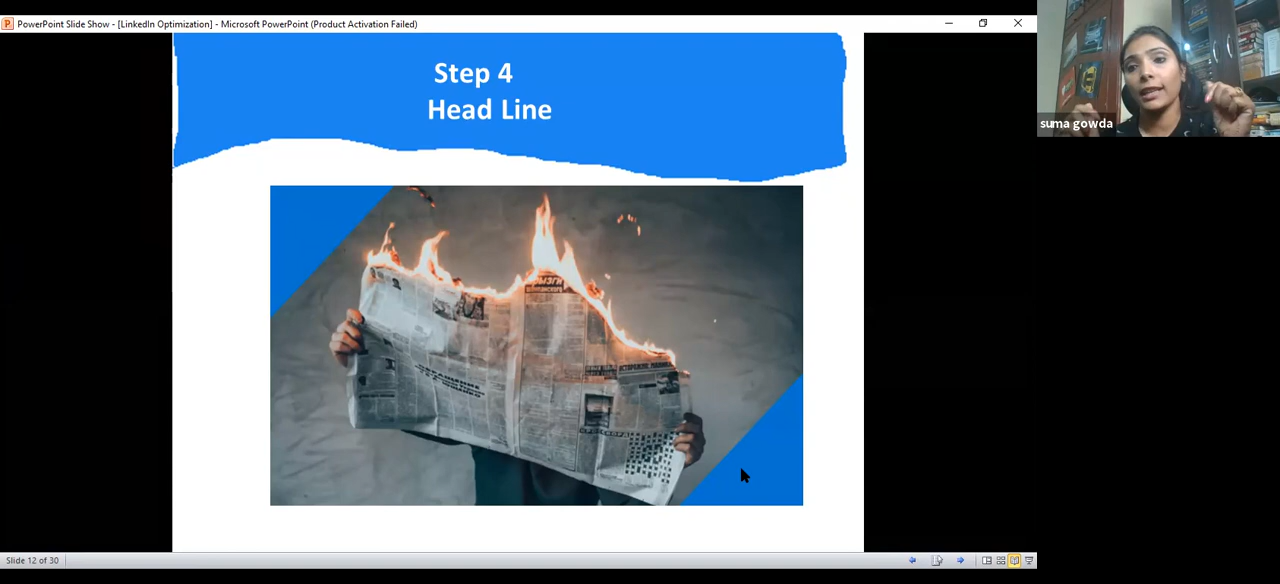 PowerPoint Slide Show - [LinkedIn Optimization] - Microsoft PowerPoint (Product Activation Failed)
Step 4
Head Line
suma gowda
Slide 12 of 30